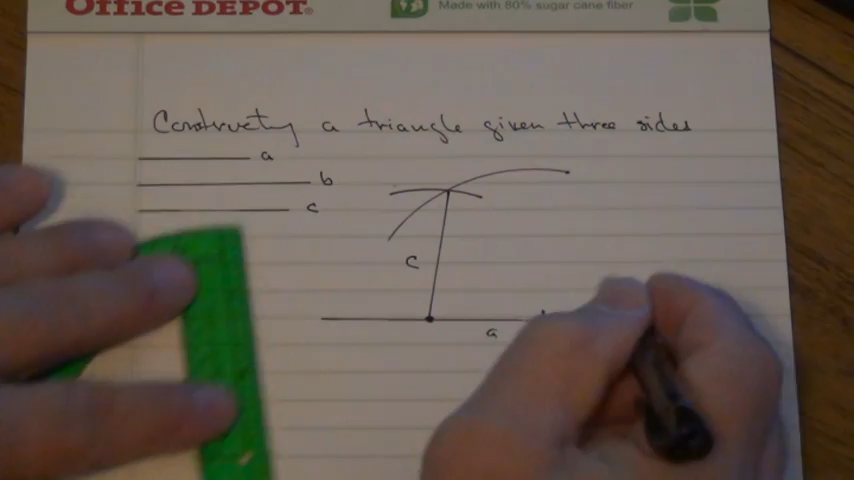 Office DEPOT®
Made with 80% sugar cane fiber
Constructing a triangle given three sides
a
b
c
c
a